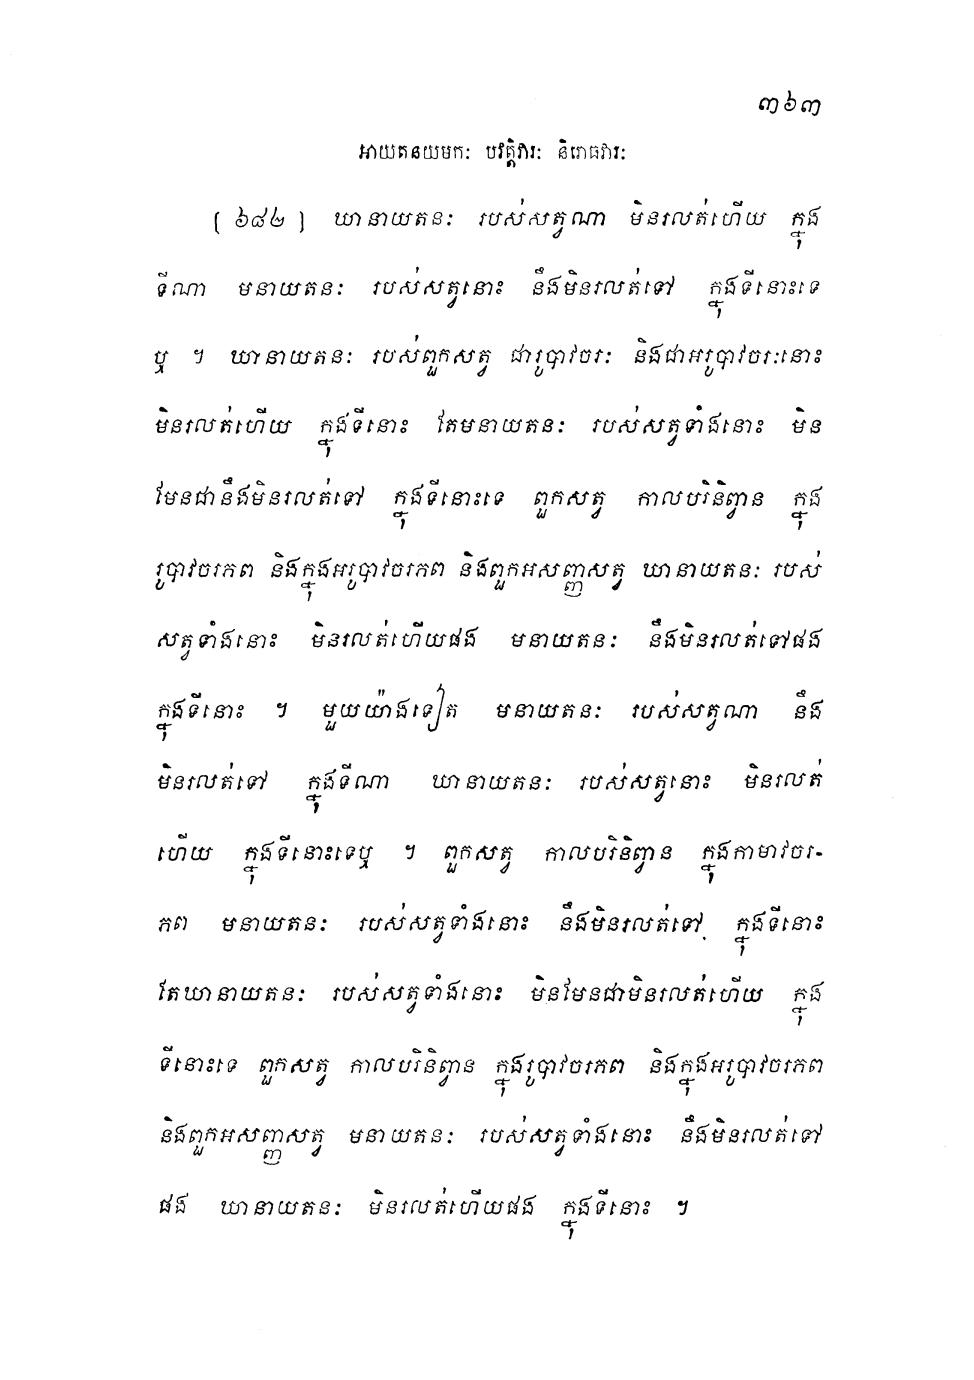 ៣៦៣
អាយតនយមកៈ បវត្តិវារៈ និរោធវារៈ
[ ៦៨២ ] ឃានាយតនៈ របស់សត្វណា មិនរលត់ហើយ ក្នុង
ទីណា មនាយតនៈ របស់សត្វនោះ នឹងមិនរលត់ទៅ ក្នុងទីនោះទេ
ឬ ។ ឃានាយតនៈ របស់ពួកសត្វ ជារូបាវចរៈ និងជាអរូបាវចរៈនោះ
មិនរលត់ហើយ ក្នុងទីនោះ តែមនាយតនៈ របស់សត្វទាំងនោះ មិន
មែនជានឹងមិនរលត់ទៅ ក្នុងទីនោះទេ ពួកសត្វ កាលបរិនិព្វាន ក្នុង
រូបាវចរភព និងក្នុងអរូបាវចរភព និងពួកអសញ្ញសត្វ ឃានាយតនៈ របស់
សត្វទាំងនោះ មិនរលត់ហើយផង មនាយតនៈ នឹងមិនរលត់ទៅផង
ក្នុងទីនោះ ។ មួយយ៉ាងទៀត មនាយតនៈ របស់សត្វណា នឹង
មិនរលត់ទៅ ក្នុងទីណា ឃានាយតនៈ របស់សត្វនោះ មិនរលត់
ហើយ ក្នុងទីនោះទេឬ ។ ពួកសត្វ កាលបរិនិព្វាន ក្នុងកាមាវចរ-
ភព មនាយតនៈ របស់សត្វទាំងនោះ នឹងមិនរលត់ទៅ ក្នុងទីនោះ
តែឃានាយតនៈ របស់សត្វទាំងនោះ មិនមែនជាមិនរលត់ហើយ ក្នុង
ទីនោះទេ ពួកសត្វ កាលបរិនិព្វាន ក្នុងរូបាវចរភព និងក្នុងអរូបាវចរភព
និងពួកអសញ្ញសត្វ មនាយតនៈ របស់សត្វទាំងនោះ នឹងមិនរលត់ទៅ
ផង ឃានាយតនៈ មិនរលត់ហើយផង ក្នុងទីនោះ ។